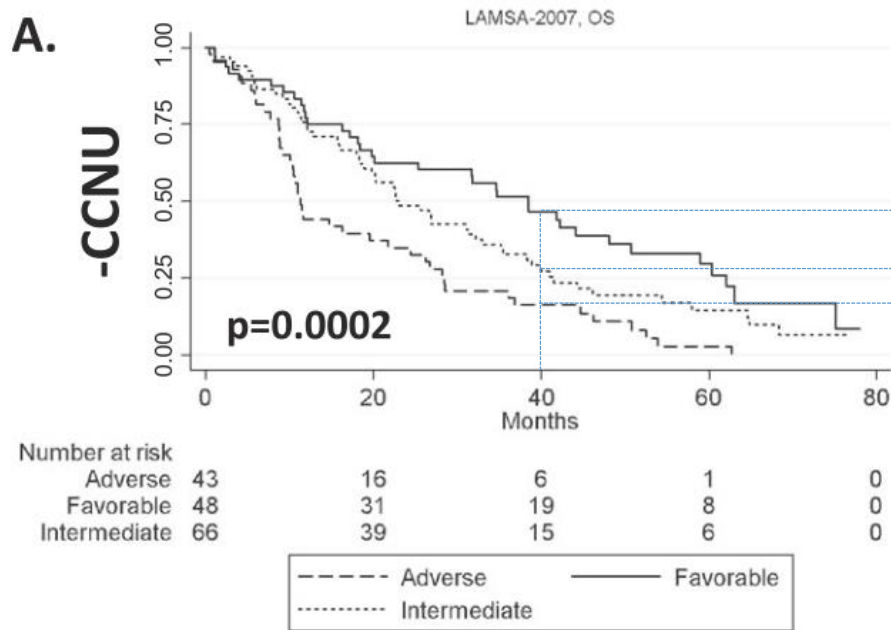 LAMSA-2007, OS
A.
-CCNU
1.00
0.75
0.50
0.25
0.00
p=0.0002
0 20 40 60 80
Months
Number at risk
Adverse 43 16 6 1 0
Favorable 48 31 19 8 0
Intermediate 66 39 15 6 0
Adverse Favorable
Intermediate